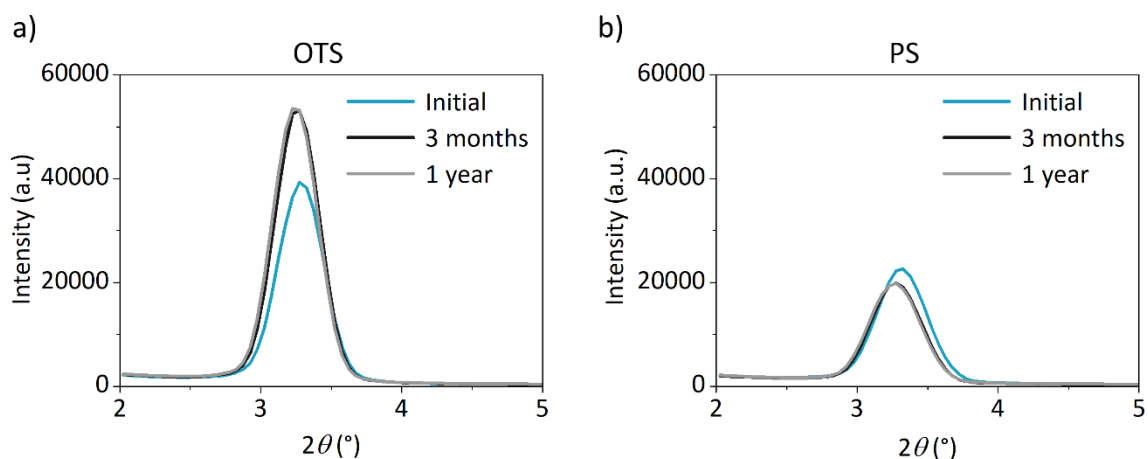 a)
OTS
60000
40000
20000
0
Intensity (a.u)
Initial
3 months
1 year
2
3
4
5
2θ (°)
b)
PS
60000
40000
20000
0
Intensity (a.u.)
Initial
3 months
1 year
2
3
4
5
2θ (°)